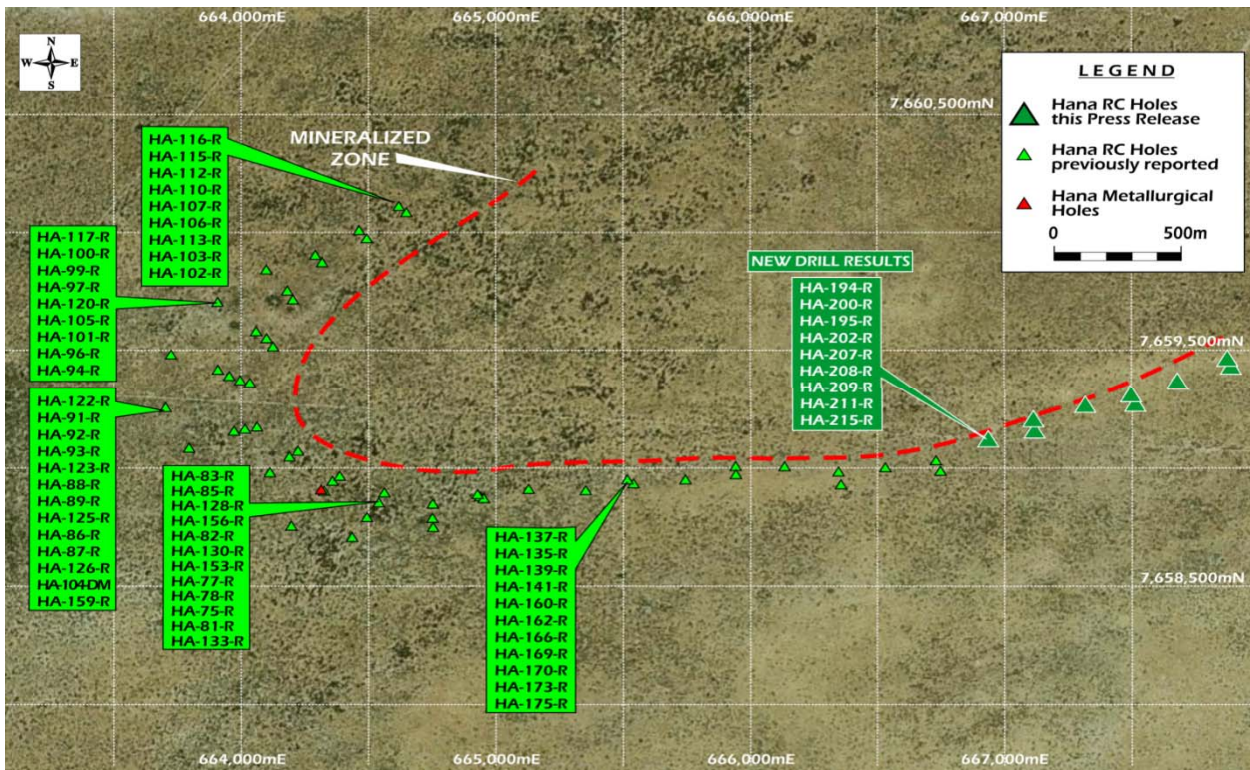 664,000mE
665,000mE
666,000mE
667,000mE
N
W
E
S
LEGEND
Hana RC Holes
this Press Release
Hana RC Holes
previously reported
Hana Metallurgical
Holes
0
500m
7,660,500mN
MINERALIZED
ZONE
HA-116-R
HA-115-R
HA-112-R
HA-110-R
HA-107-R
HA-106-R
HA-113-R
HA-103-R
HA-102-R
HA-117-R
HA-100-R
HA-99-R
HA-97-R
HA-120-R
HA-105-R
HA-101-R
HA-96-R
HA-94-R
NEW DRILL RESULTS
HA-194-R
HA-200-R
HA-195-R
HA-202-R
HA-207-R
HA-208-R
HA-209-R
HA-211-R
HA-215-R
7,659,500mN
HA-122-R
HA-91-R
HA-92-R
HA-93-R
HA-123-R
HA-88-R
HA-89-R
HA-125-R
HA-86-R
HA-87-R
HA-126-R
HA-104-DM
HA-159-R
HA-83-R
HA-85-R
HA-128-R
HA-156-R
HA-82-R
HA-130-R
HA-153-R
HA-77-R
HA-78-R
HA-75-R
HA-81-R
HA-133-R
HA-137-R
HA-135-R
HA-139-R
HA-141-R
HA-160-R
HA-162-R
HA-166-R
HA-169-R
HA-170-R
HA-173-R
HA-175-R
7,658,500mN
664,000mE
665,000mE
666,000mE
667,000mE